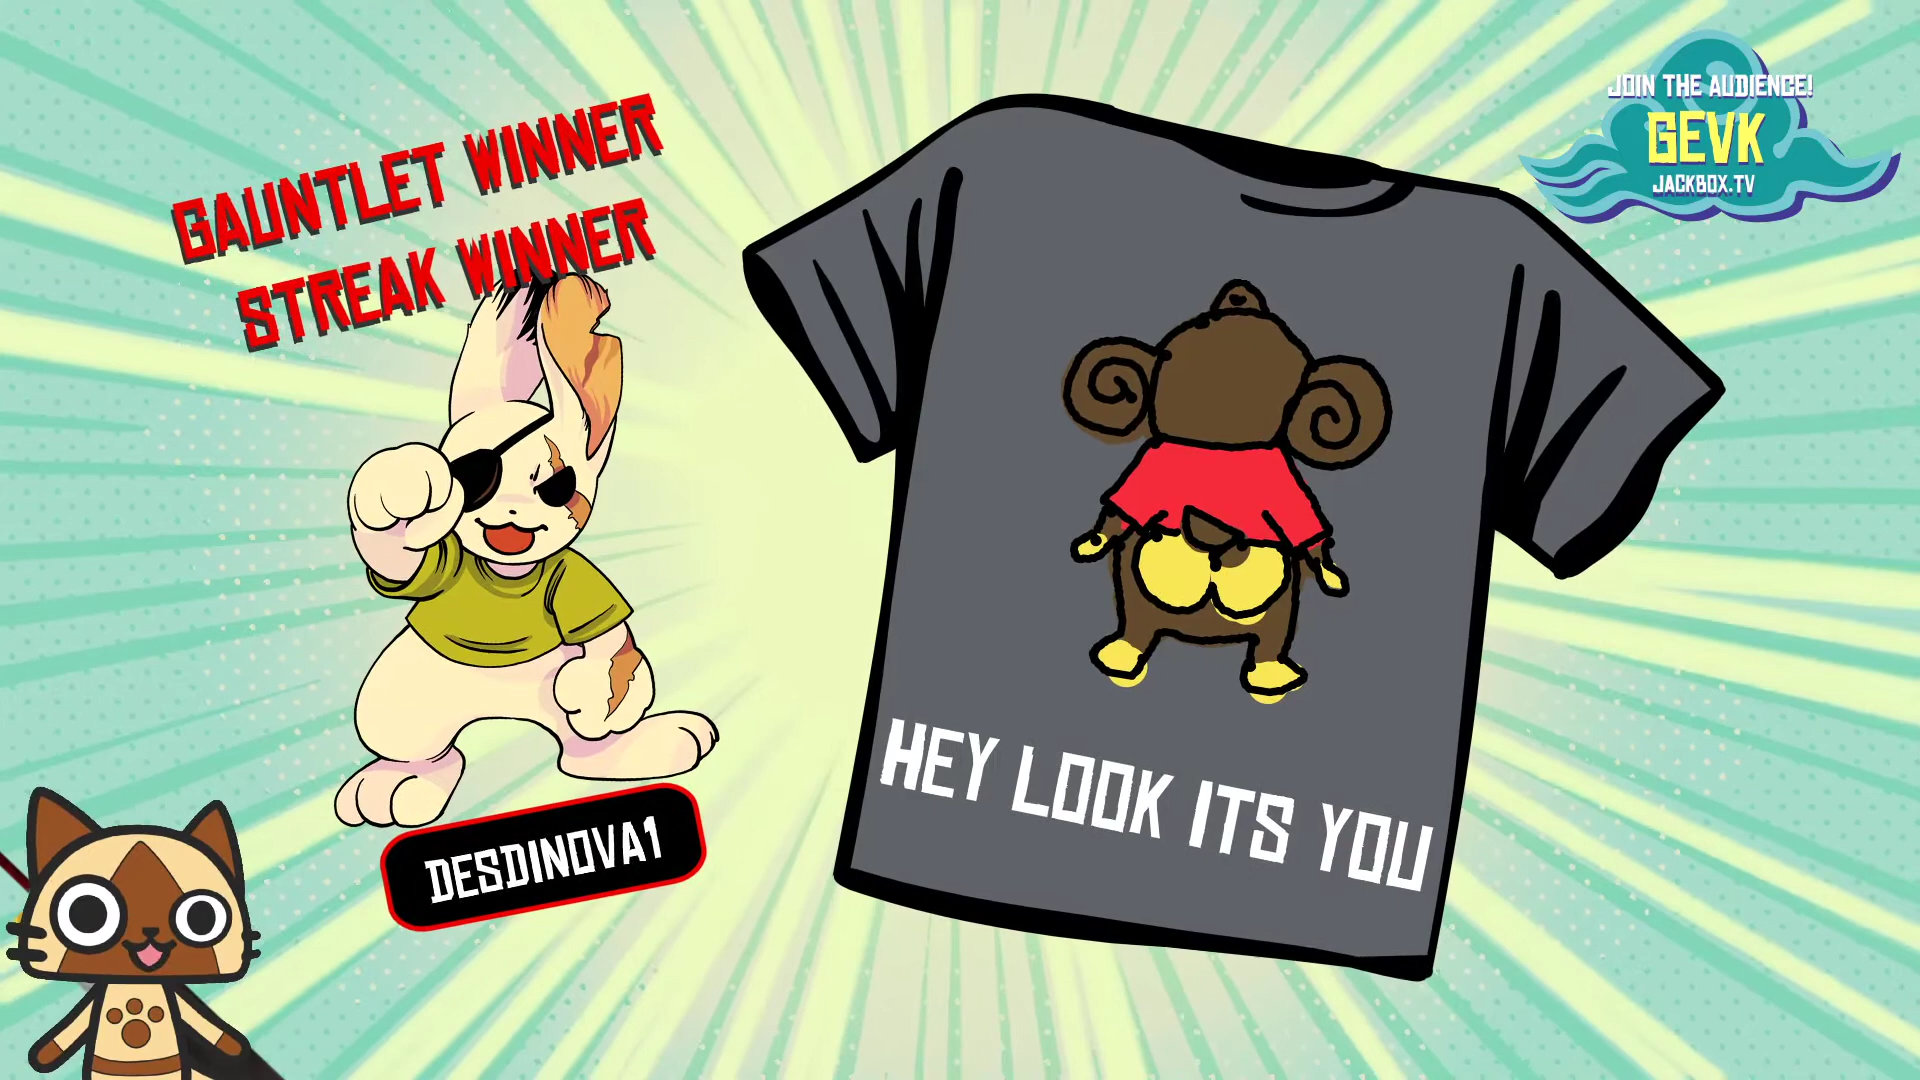 GAUNTLET WINNER
STREAK WINNER
JOIN THE AUDIENCE!
GEVK
JACKBOX.TV
HEY LOOK ITS YOU
DESDINOVA1